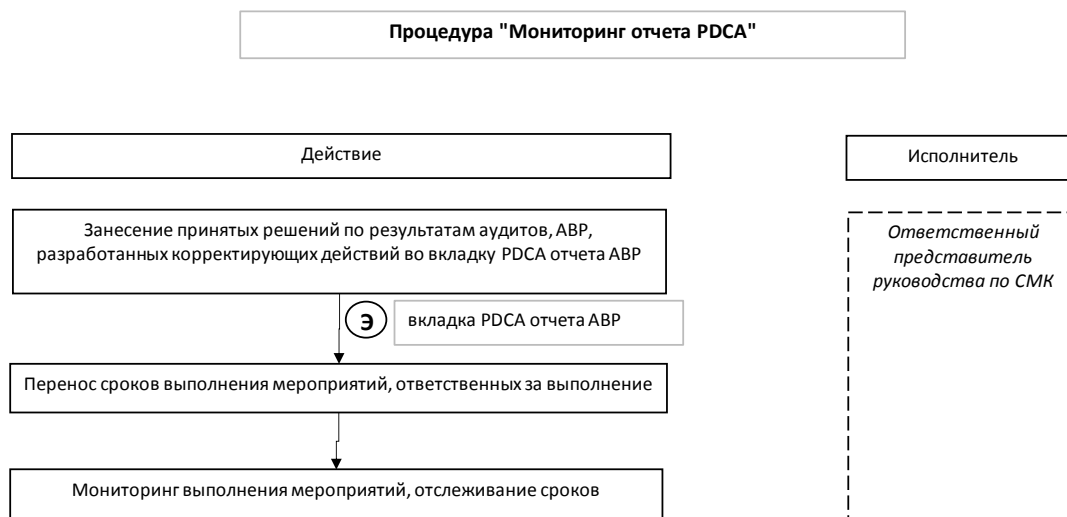 Процедура "Мониторинг отчета PDCA"
Действие
Исполнитель
Занесение принятых решений по результатам аудитов, АВР,
разработанных корректирующих действий во вкладку PDCA отчета АВР
Ответственный
представитель
руководства по СМК
Э
вкладка PDCA отчета АВР
Перенос сроков выполнения мероприятий, ответственных за выполнение
Мониторинг выполнения мероприятий, отслеживание сроков